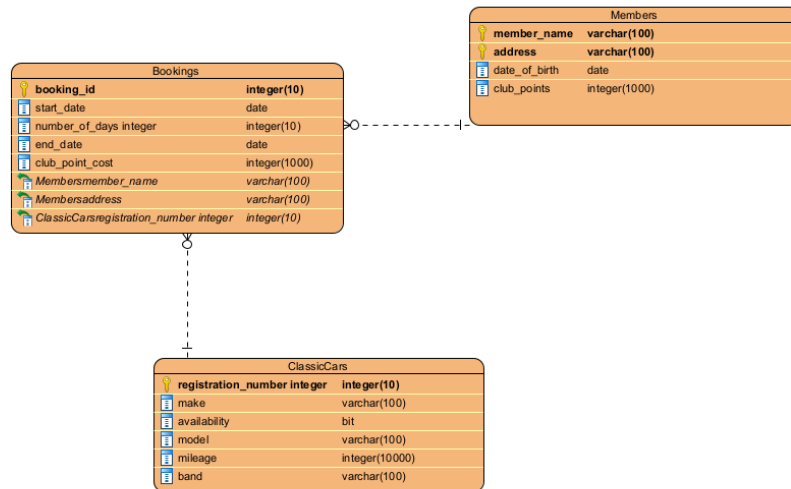 Members
member_name varchar(100)
address varchar(100)
date_of_birth date
club_points integer(1000)
Bookings
booking_id integer(10)
start_date date
number_of_days integer integer(10)
end_date date
club_point_cost integer(1000)
Membersmember_name varchar(100)
Membersaddress varchar(100)
ClassicCarsregistration_number integer integer(10)
ClassicCars
registration_number integer integer(10)
make varchar(100)
availability bit
model varchar(100)
mileage integer(10000)
band varchar(100)